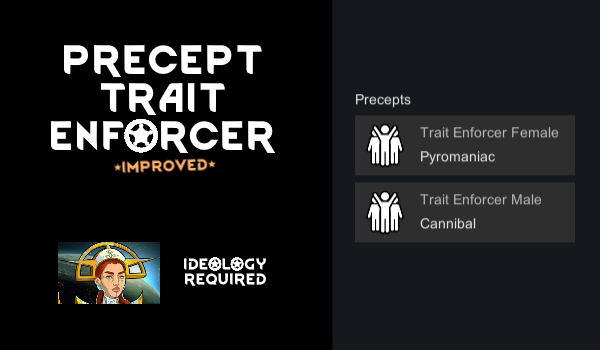 PRECEPT
TRAIT
ENFORCER
★IMPROVED★
IDEOLOGY
REQUIRED
Precepts
Trait Enforcer Female
Pyromaniac
Trait Enforcer Male
Cannibal